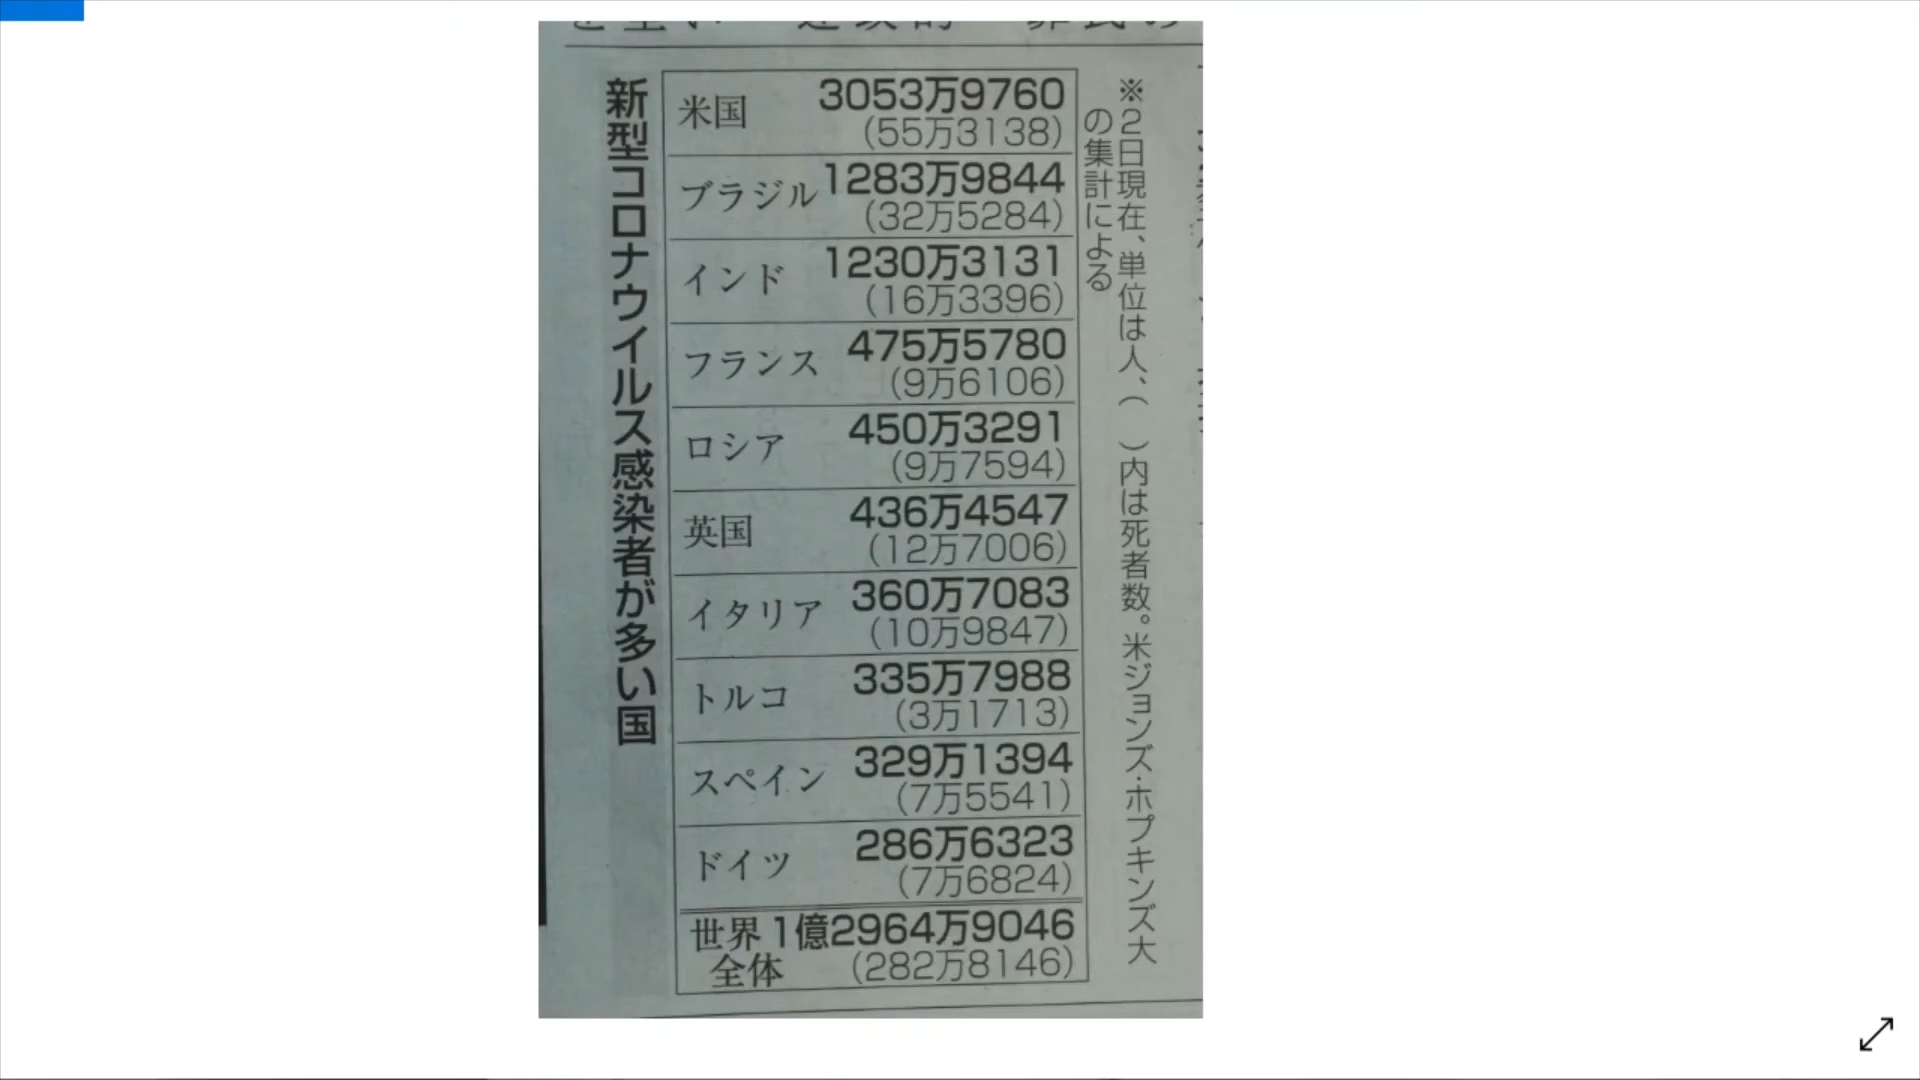 新型コロナウイルス感染者が多い国
米国 3053万9760
(55万3138)
ブラジル 1283万9844
(32万5284)
インド 1230万3131
(16万3396)
フランス 475万5780
(9万6106)
ロシア 450万3291
(9万7594)
英国 436万4547
(12万7006)
イタリア 360万7083
(10万9847)
トルコ 335万7988
(3万1713)
スペイン 329万1394
(7万5541)
ドイツ 286万6323
(7万6824)
世界 1億2964万9046
全体 (282万8146)
※2日現在、単位は人、( )内は死者数。米ジョンズ・ホプキンズ大
の集計による